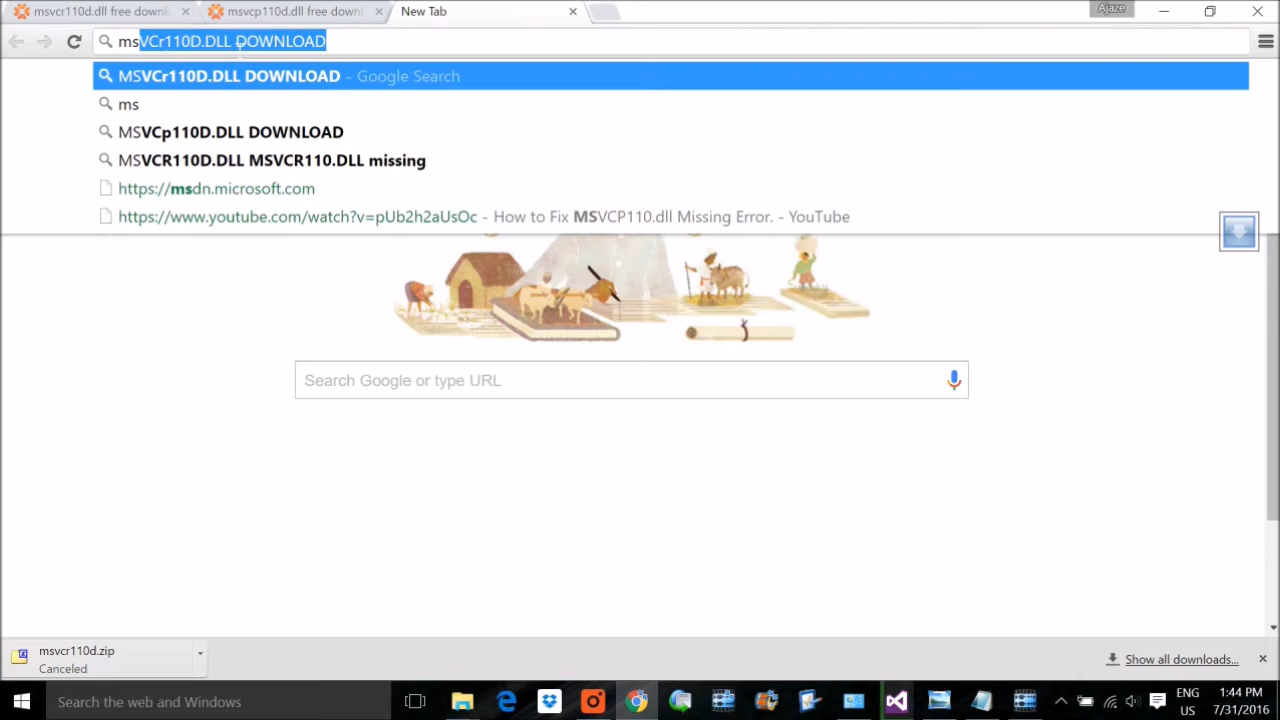 msvcr110d.dll free downl
msvcp110d.dll free downl
New Tab
Ajaze
msVCr110D.DLL DOWNLOAD
MSVCr110D.DLL DOWNLOAD - Google Search
ms
MSVCp110D.DLL DOWNLOAD
MSVCR110D.DLL MSVCR110.DLL missing
https://msdn.microsoft.com
https://www.youtube.com/watch?v=pUb2h2aUsOc - How to Fix MSVCP110.dll Missing Error. - YouTube
Search Google or type URL
msvcr110d.zip
Canceled
Show all downloads...
Search the web and Windows
ENG
US
1:44 PM
7/31/2016